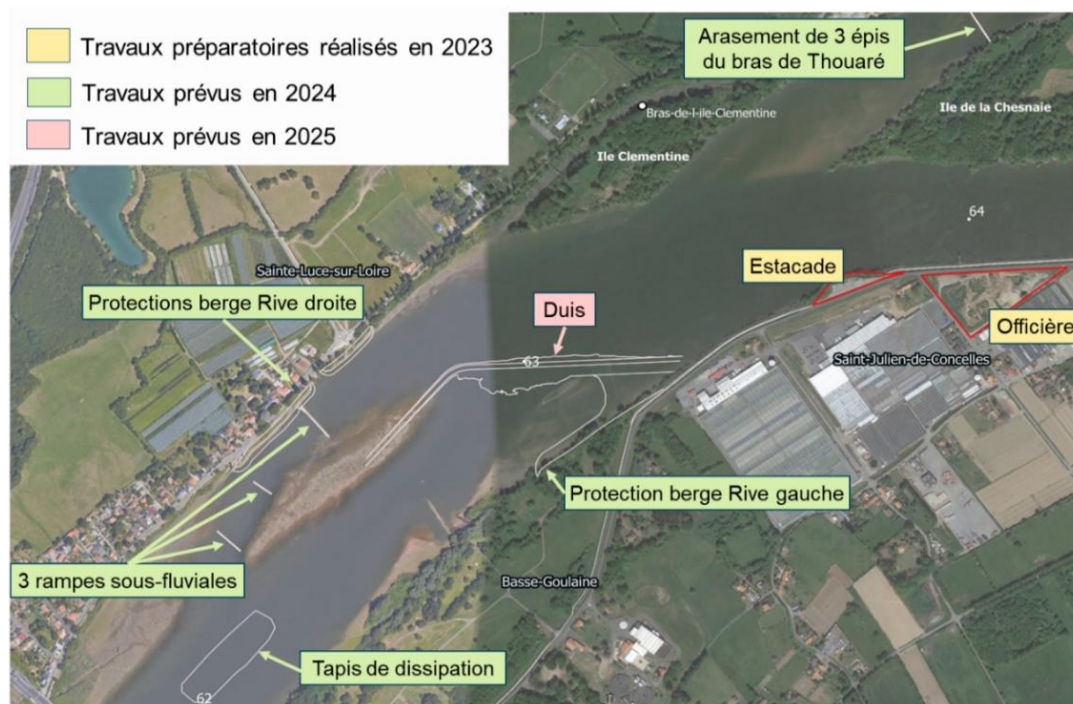 Travaux préparatoires réalisés en 2023
Travaux prévus en 2024
Travaux prévus en 2025
Arasement de 3 épis
du bras de Thouaré
Bras-de-l-ile-Clementine
Ile de la Chesnaie
Ile Clementine
64
Sainte-Luce-sur-Loire
Estacade
Protections berge Rive droite
Duis
Officière
63
Saint-Julien-de-Concelles
Protection berge Rive gauche
3 rampes sous-fluviales
Basse-Goulaine
Tapis de dissipation
62